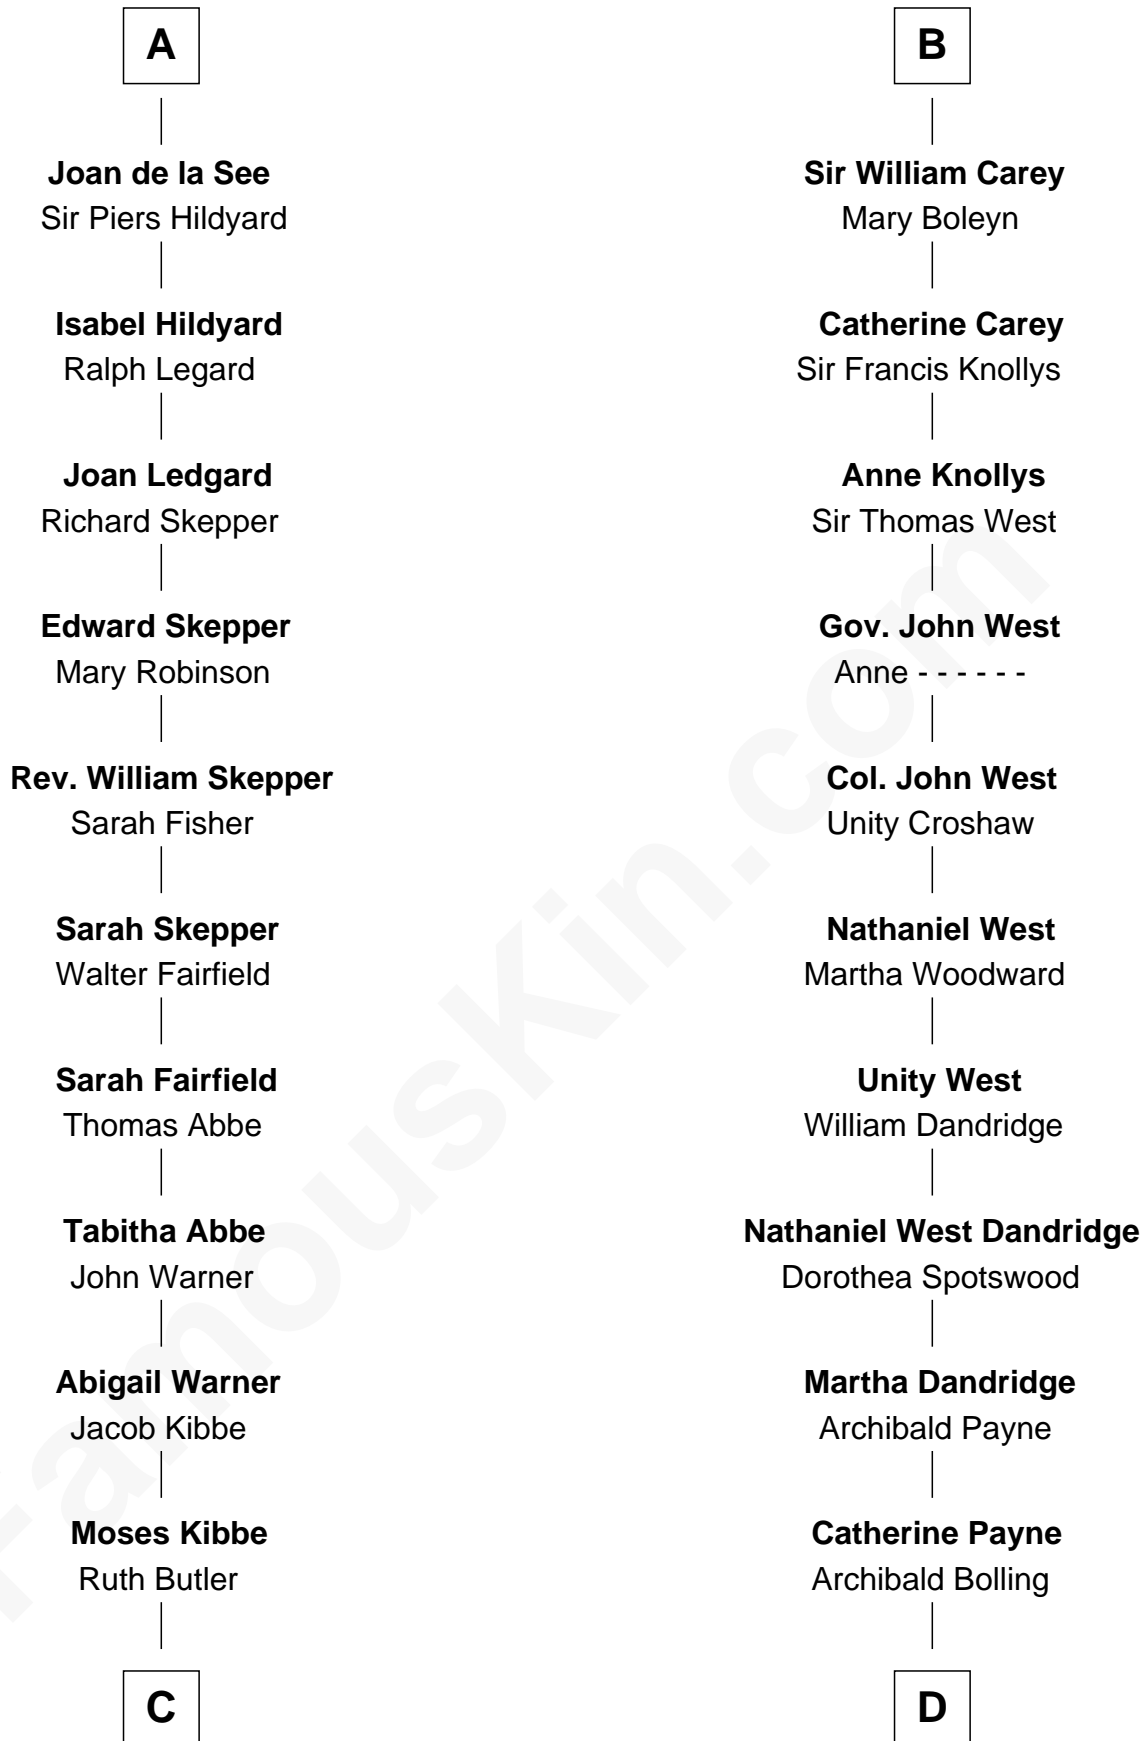 A
Joan de la See
Sir Piers Hildyard
Isabel Hildyard
Ralph Legard
Joan Ledgard
Richard Skepper
Edward Skepper
Mary Robinson
Rev. William Skepper
Sarah Fisher
Sarah Skepper
Walter Fairfield
Sarah Fairfield
Thomas Abbe
Tabitha Abbe
John Warner
Abigail Warner
Jacob Kibbe
Moses Kibbe
Ruth Butler
C
B
Sir William Carey
Mary Boleyn
Catherine Carey
Sir Francis Knollys
Anne Knollys
Sir Thomas West
Gov. John West
Anne - - - - - -
Col. John West
Unity Croshaw
Nathaniel West
Martha Woodward
Unity West
William Dandridge
Nathaniel West Dandridge
Dorothea Spotswood
Martha Dandridge
Archibald Payne
Catherine Payne
Archibald Bolling
D
FamousKin.com